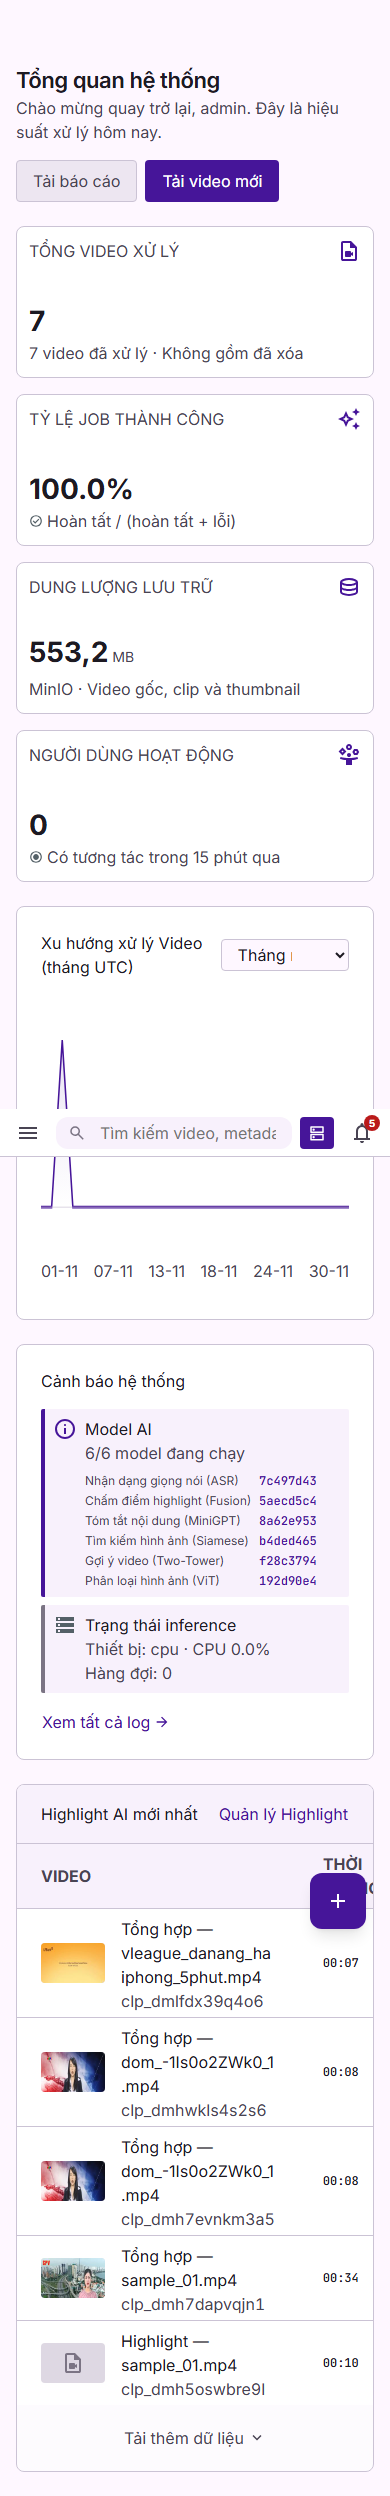 Tổng quan hệ thống
Chào mừng quay trở lại, admin. Đây là hiệu
suất xử lý hôm nay.
Tải báo cáo
Tải video mới
TỔNG VIDEO XỬ LÝ
7
7 video đã xử lý · Không gồm đã xóa
TỶ LỆ JOB THÀNH CÔNG
100.0%
Hoàn tất / (hoàn tất + lỗi)
DUNG LƯỢNG LƯU TRỮ
553,2 MB
MinIO · Video gốc, clip và thumbnail
NGƯỜI DÙNG HOẠT ĐỘNG
0
Có tương tác trong 15 phút qua
Xu hướng xử lý Video
(tháng UTC)
Tháng
Tìm kiếm video, metada
5
01-11 07-11 13-11 18-11 24-11 30-11
Cảnh báo hệ thống
Model AI
6/6 model đang chạy
Nhận dạng giọng nói (ASR) 7c497d43
Chấm điểm highlight (Fusion) 5aecd5c4
Tóm tắt nội dung (MiniGPT) 8a62e953
Tìm kiếm hình ảnh (Siamese) b4ded465
Gợi ý video (Two-Tower) f28c3794
Phân loại hình ảnh (ViT) 192d90e4
Trạng thái inference
Thiết bị: cpu · CPU 0.0%
Hàng đợi: 0
Xem tất cả log →
Highlight AI mới nhất
Quản lý Highlight
VIDEO
THỜI
Tổng hợp —
vleague_danang_ha
iphong_5phut.mp4
clp_dmlfdx39q4o6
00:07
Tổng hợp —
dom_-1ls0o2ZWk0_1
.mp4
clp_dmhwkls4s2s6
00:08
Tổng hợp —
dom_-1ls0o2ZWk0_1
.mp4
clp_dmh7evnkm3a5
00:08
Tổng hợp —
sample_01.mp4
clp_dmh7dapvqjn1
00:34
Highlight —
sample_01.mp4
clp_dmh5oswbre9l
00:10
Tải thêm dữ liệu